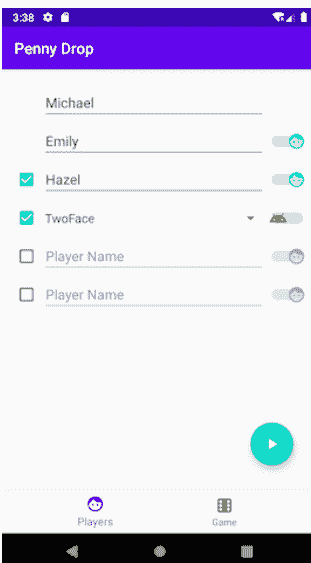 3:38
Penny Drop
Michael
Emily
Hazel
TwoFace
Player Name
Player Name
Players
Game